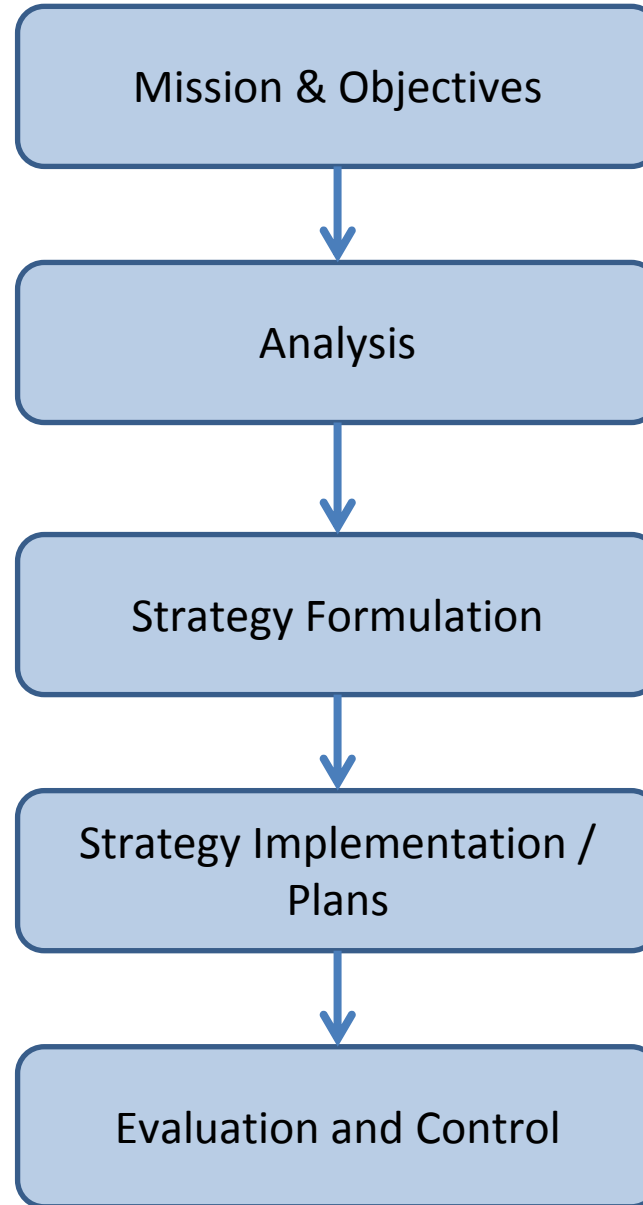 Mission & Objectives
Analysis
Strategy Formulation
Strategy Implementation /
Plans
Evaluation and Control